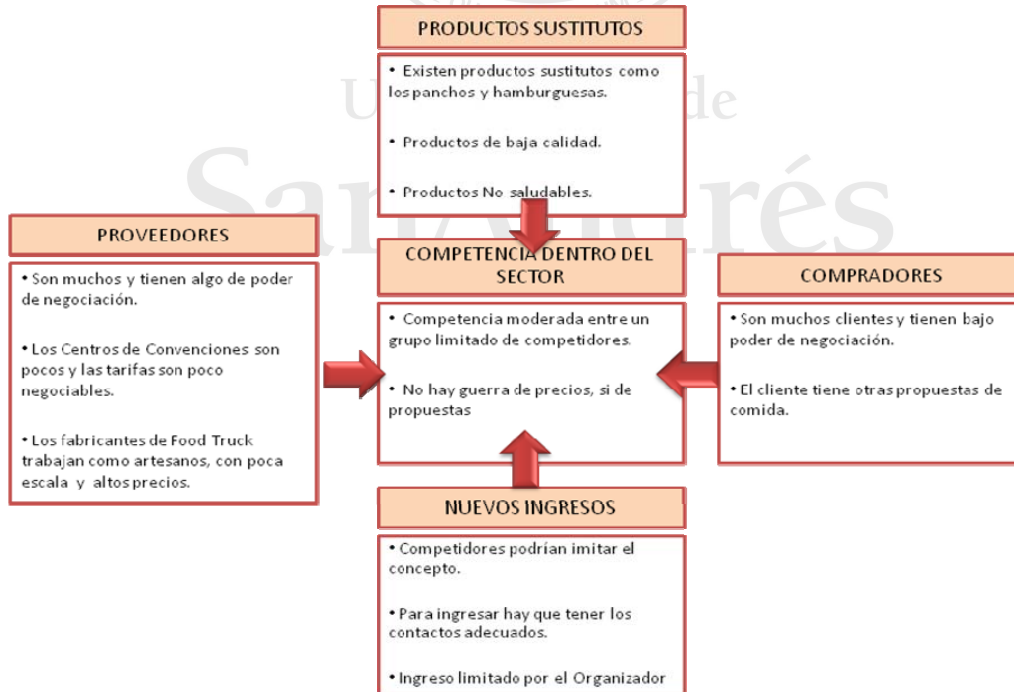 PRODUCTOS SUSTITUTOS
• Existen productos sustitutos como
los panchos y hamburguesas.
• Productos de baja calidad.
• Productos No saludables.
PROVEEDORES
• Son muchos y tienen algo de poder
de negociación.
• Los Centros de Convenciones son
pocos y las tarifas son poco
negociables.
• Los fabricantes de Food Truck
trabajan como artesanos, con poca
escala y altos precios.
COMPETENCIA DENTRO DEL
SECTOR
• Competencia moderada entre un
grupo limitado de competidores.
• No hay guerra de precios, si de
propuestas
COMPRADORES
• Son muchos clientes y tienen bajo
poder de negociación.
• El cliente tiene otras propuestas de
comida.
NUEVOS INGRESOS
• Competidores podrían imitar el
concepto.
• Para ingresar hay que tener los
contactos adecuados.
• Ingreso limitado por el Organizador
U de
San Andrés